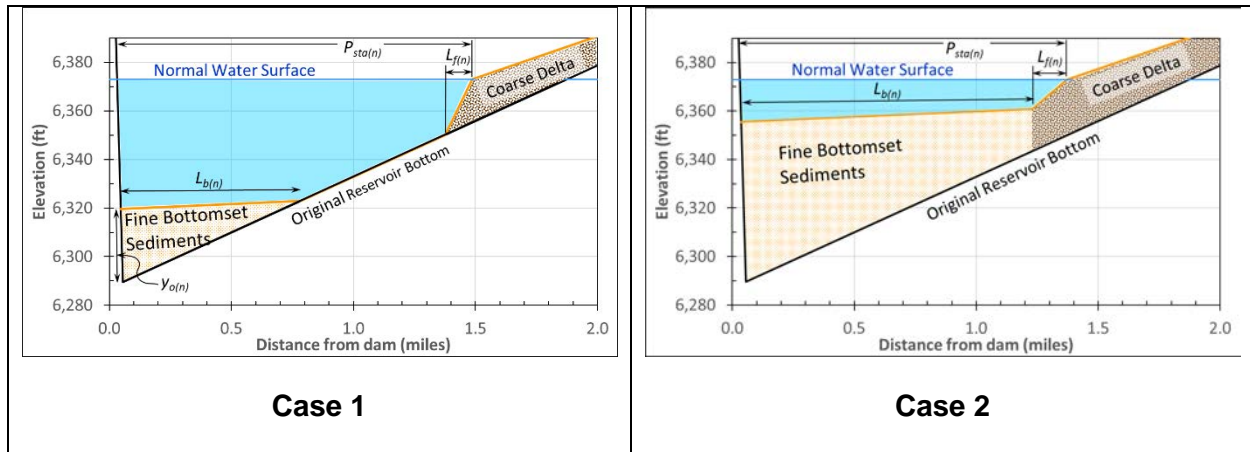 P_sta(n)
L_f(n)
6,380
Normal Water Surface
Coarse Delta
6,360
Elevation (ft)
6,340
L_b(n)
Original Reservoir Bottom
6,320
Fine Bottomset
Sediments
6,300
y_o(n)
6,280
0.0 0.5 1.0 1.5 2.0
Distance from dam (miles)
Case 1
P_sta(n)
L_f(n)
6,380
Normal Water Surface
Coarse Delta
L_b(n)
6,360
Elevation (ft)
Fine Bottomset
Sediments
6,340
Original Reservoir Bottom
6,320
6,300
6,280
0.0 0.5 1.0 1.5 2.0
Distance from dam (miles)
Case 2